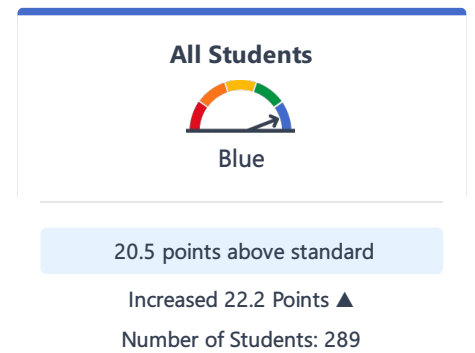 All Students
Blue
20.5 points above standard
Increased 22.2 Points ▲
Number of Students: 289